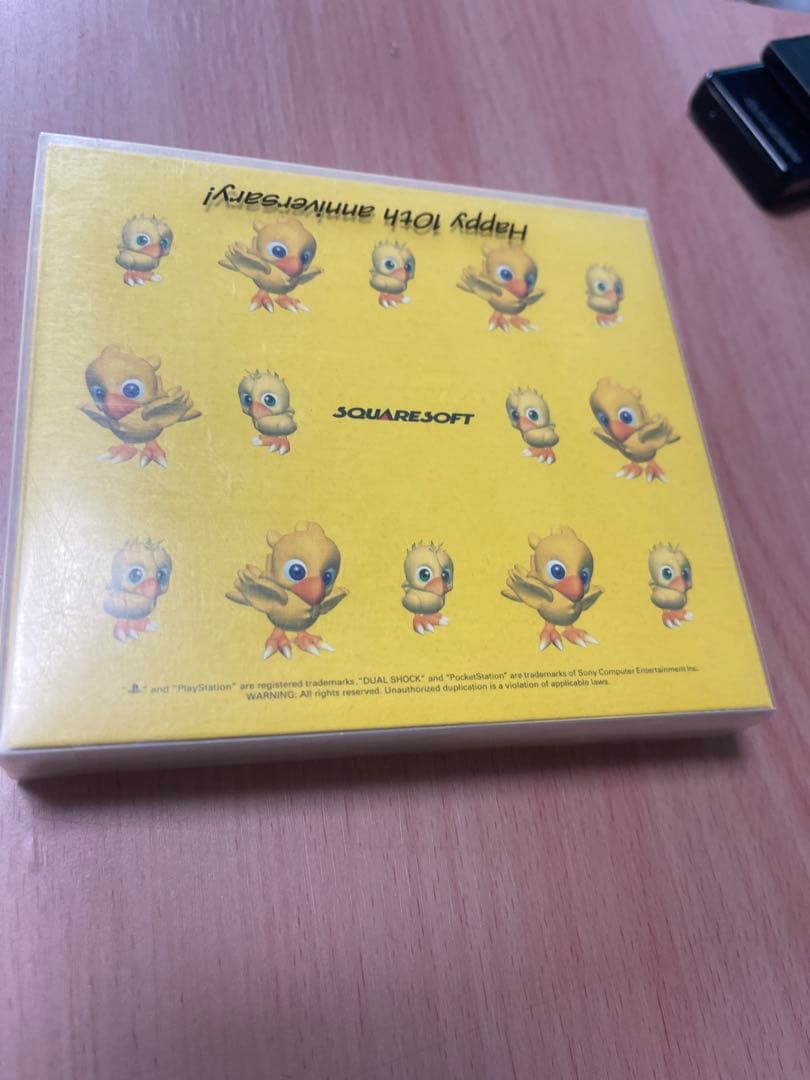 Happy 10th anniversary!
SQUARESOFT
" " and "PlayStation" are registered trademarks, "DUAL SHOCK" and "PocketStation" are trademarks of Sony Computer Entertainment Inc.
WARNING: All rights reserved. Unauthorized duplication is a violation of applicable laws.